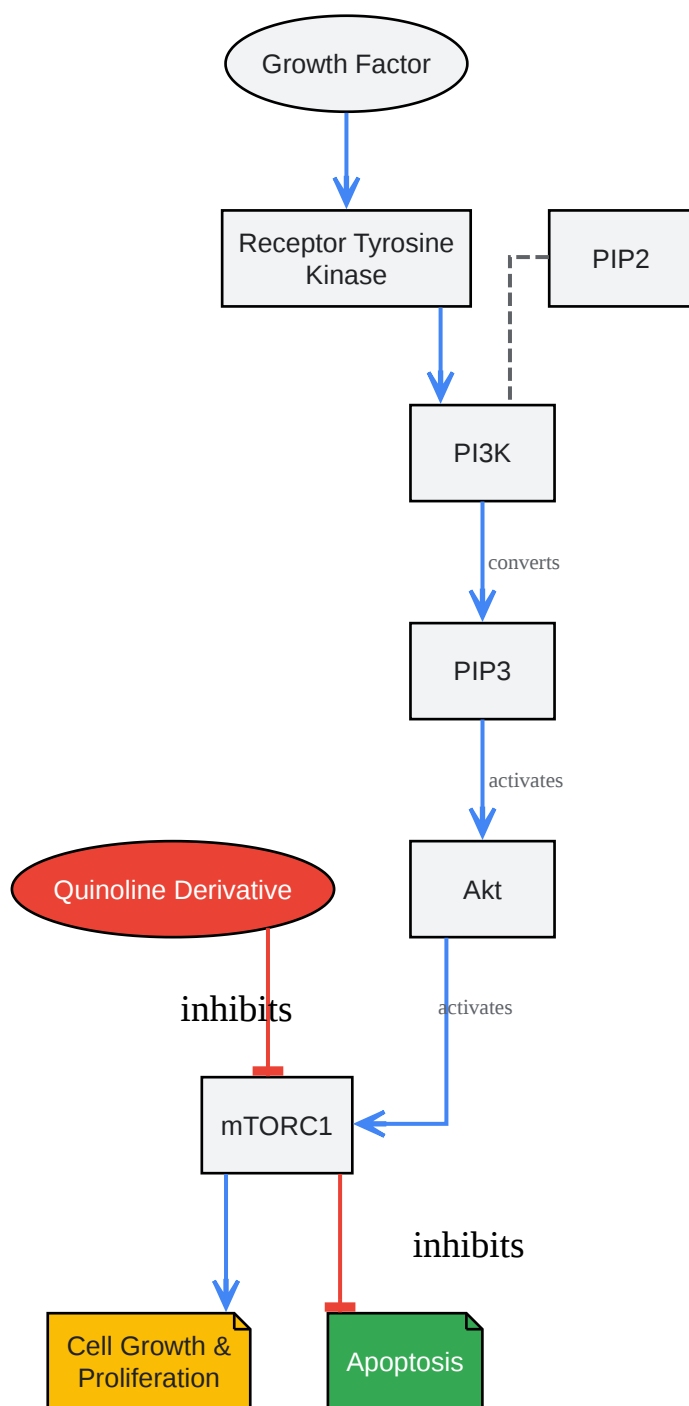 Growth Factor
Receptor Tyrosine
Kinase
PIP2
PI3K
converts
PIP3
activates
Quinoline Derivative
Akt
inhibits
activates
mTORC1
inhibits
Cell Growth &
Proliferation
Apoptosis